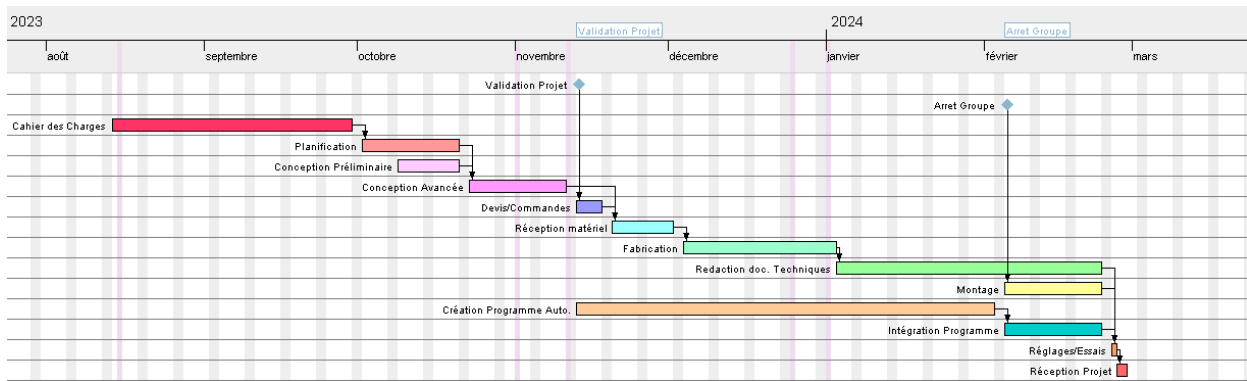 2023
2024
Validation Projet
Arret Groupe
août
septembre
octobre
novembre
décembre
janvier
février
mars
Validation Projet
Arret Groupe
Cahier des Charges
Planification
Conception Préliminaire
Conception Avancée
Devis/Commandes
Réception matériel
Fabrication
Redaction doc. Techniques
Montage
Création Programme Auto.
Intégration Programme
Réglages/Essais
Réception Projet